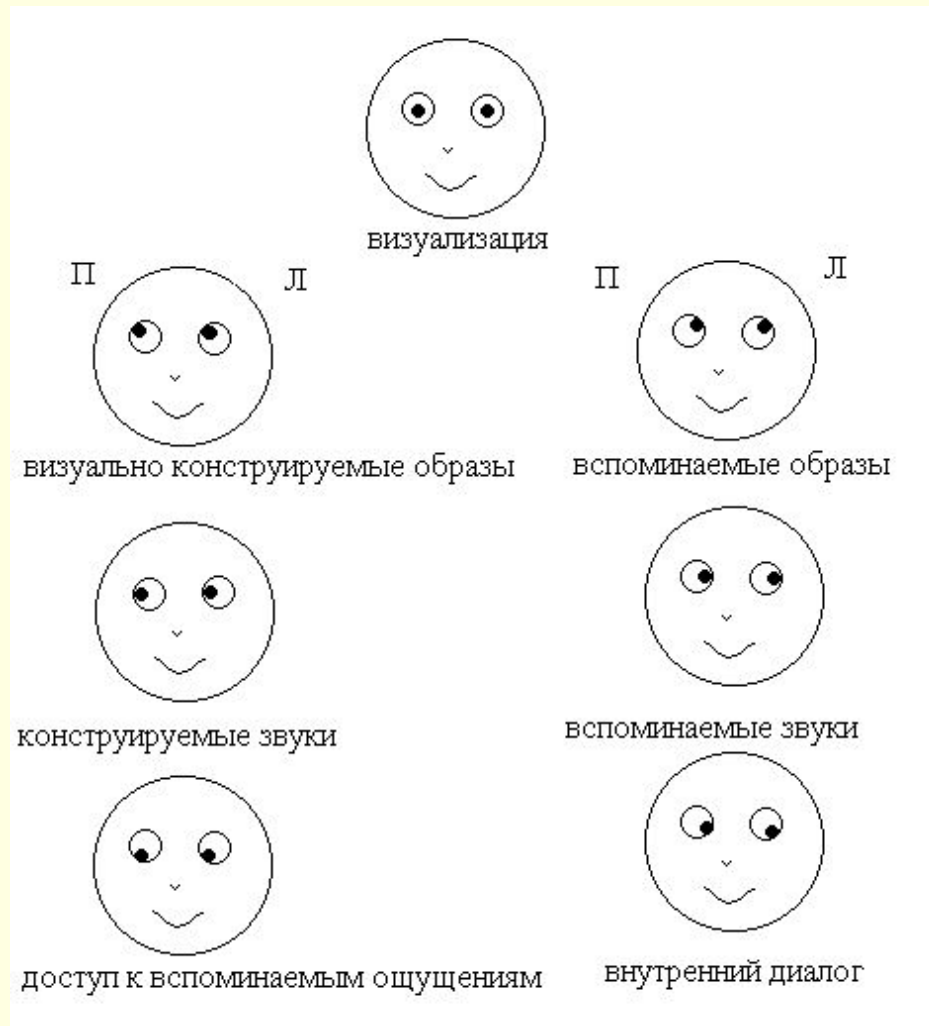 визуализация
П Л
П Л
визуально конструируемые образы
вспоминаемые образы
конструируемые звуки
вспоминаемые звуки
доступ к вспоминаемым ощущениям
внутренний диалог